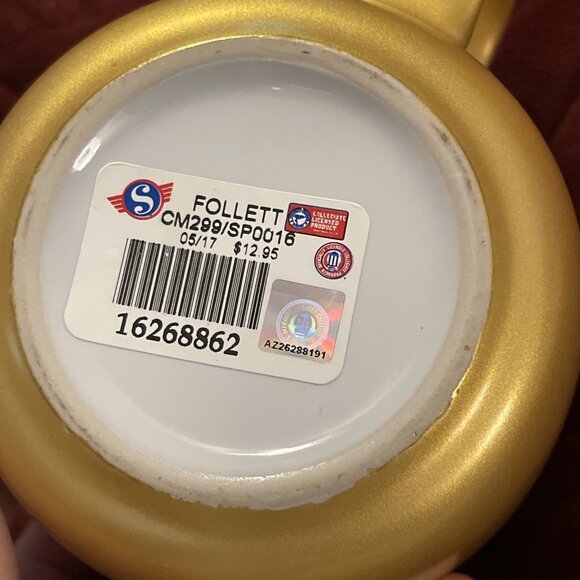 S
FOLLETT
CM299/SP0016
05/17 $12.95
16268862
COLLEGIATE
LICENSED
PRODUCT
AZ26288191